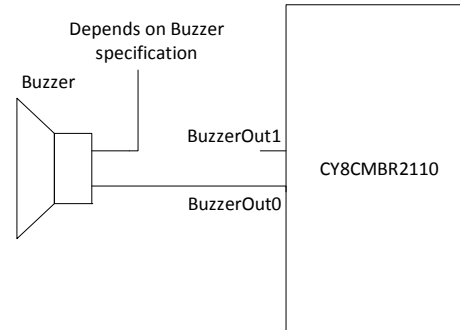 Depends on Buzzer
specification
Buzzer
BuzzerOut1
CY8CMBR2110
BuzzerOut0